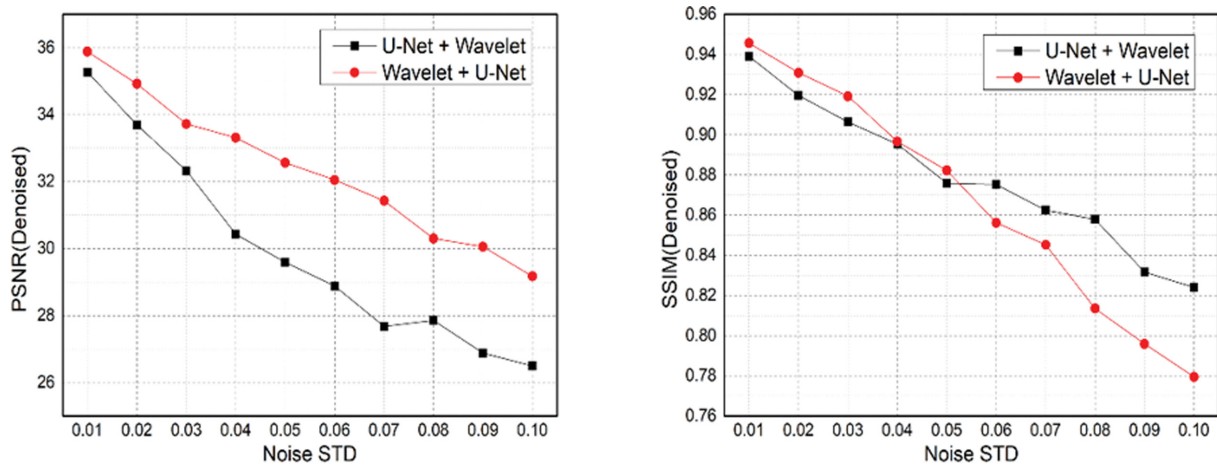 36
34
32
30
28
26
PSNR(Denoised)
U-Net + Wavelet
Wavelet + U-Net
0.01 0.02 0.03 0.04 0.05 0.06 0.07 0.08 0.09 0.10
Noise STD
0.96
0.94
0.92
0.90
0.88
0.86
0.84
0.82
0.80
0.78
0.76
SSIM(Denoised)
U-Net + Wavelet
Wavelet + U-Net
0.01 0.02 0.03 0.04 0.05 0.06 0.07 0.08 0.09 0.10
Noise STD